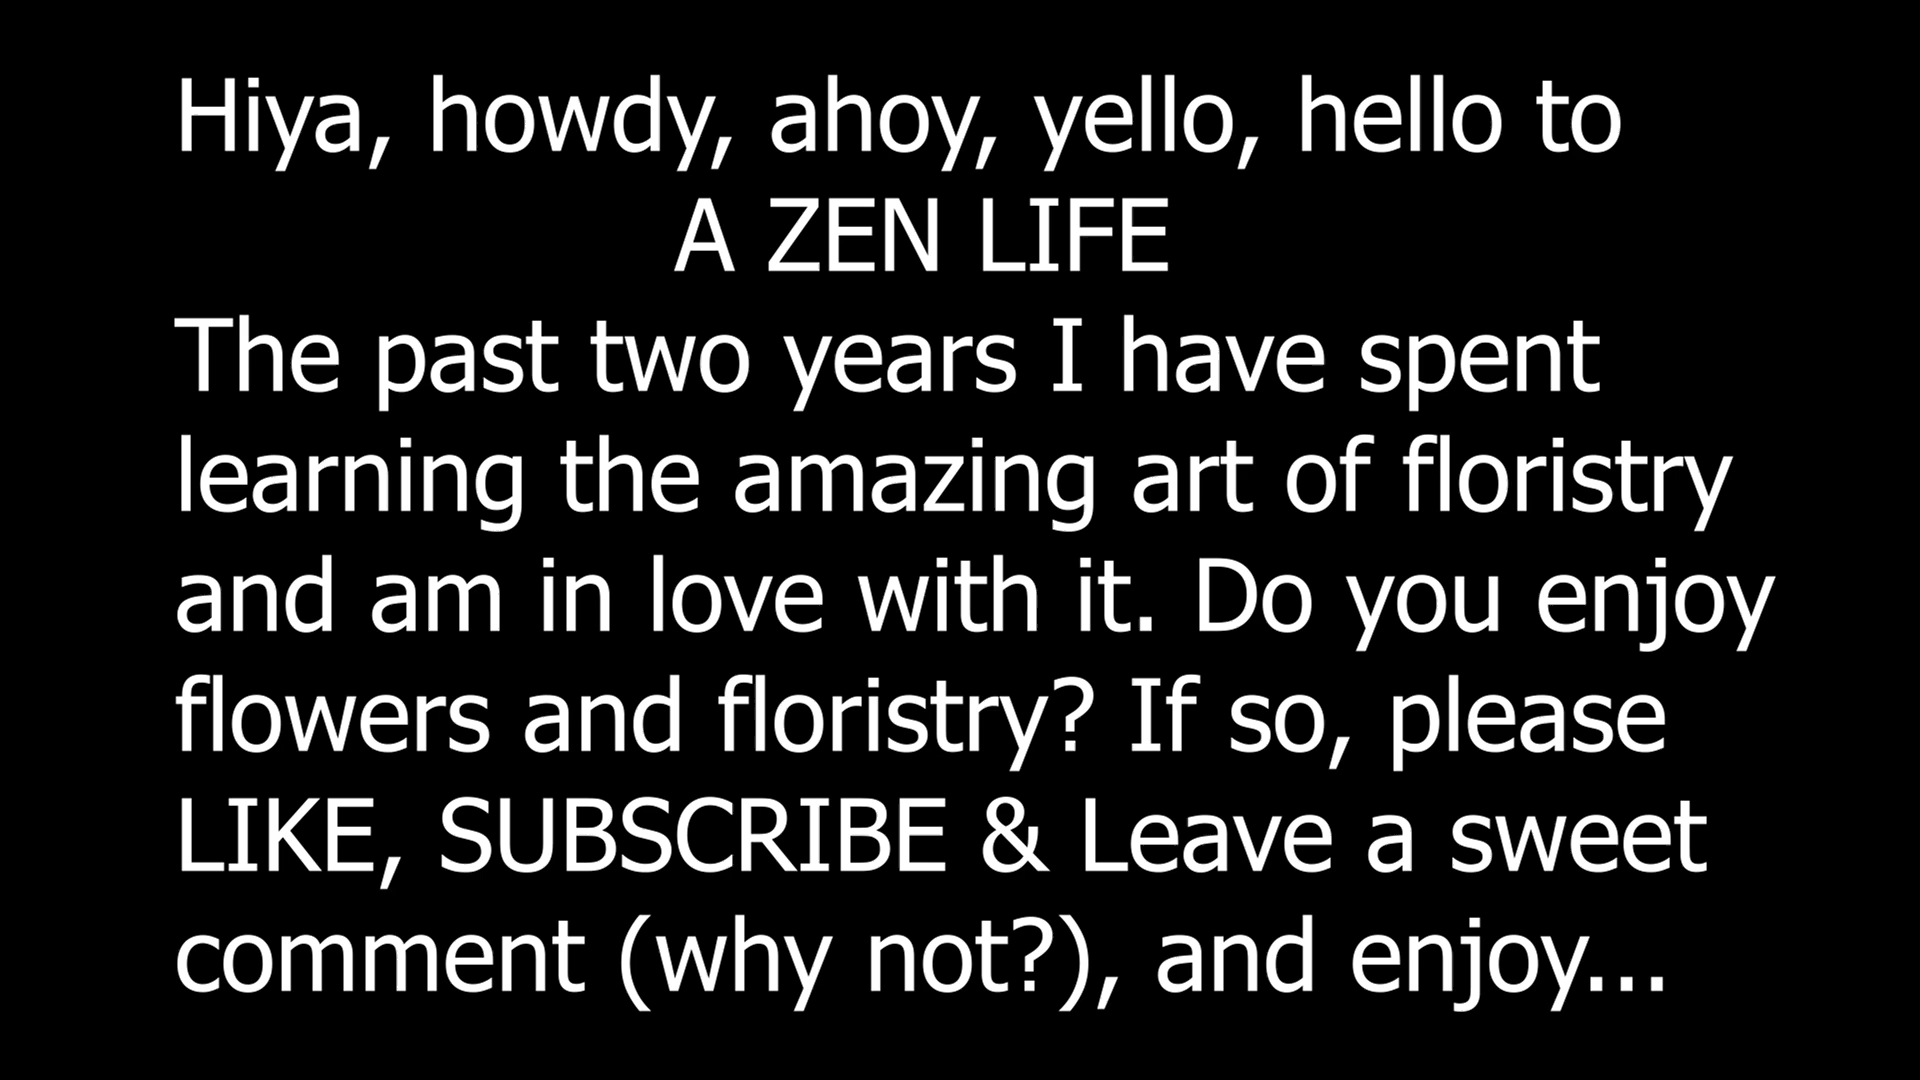 Hiya, howdy, ahoy, yello, hello to
A ZEN LIFE
The past two years I have spent
learning the amazing art of floristry
and am in love with it. Do you enjoy
flowers and floristry? If so, please
LIKE, SUBSCRIBE & Leave a sweet
comment (why not?), and enjoy...